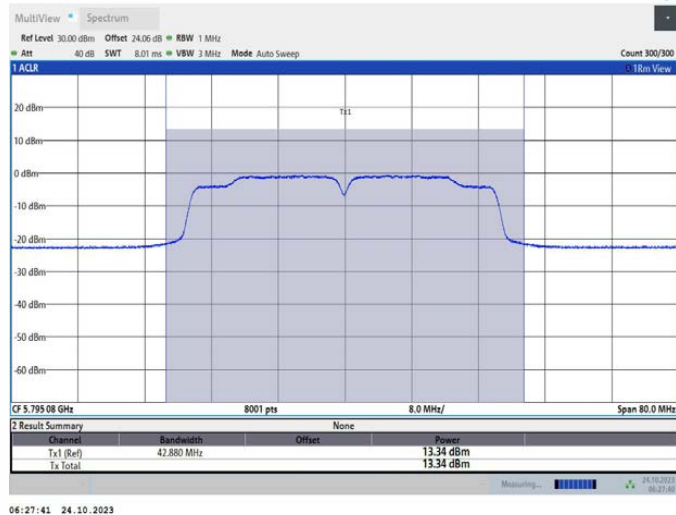 MultiView Spectrum
Ref Level 30.00 dBm Offset 24.06 dB RBW 1 MHz
Att 40 dB SWT 8.01 ms VBW 3 MHz Mode Auto Sweep Count 300/300
1 ACLR 1Rm View
Tx1
20 dBm
10 dBm
0 dBm
-10 dBm
-20 dBm
-30 dBm
-40 dBm
-50 dBm
-60 dBm
CF 5.795 08 GHz 8001 pts 8.0 MHz/ Span 80.0 MHz
2 Result Summary None
Channel Bandwidth Offset Power
Tx1 (Ref) 42.880 MHz 13.34 dBm
Tx Total 13.34 dBm
Measuring... 24.10.2023
06:27:40
06:27:41 24.10.2023